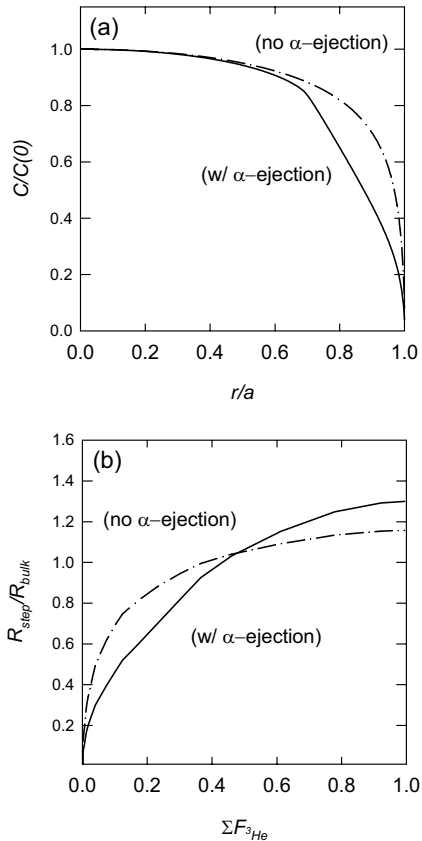 (a)
(no α−ejection)
1.0
0.8
C/C(0)
0.6
(w/ α−ejection)
0.4
0.2
0.0
0.0 0.2 0.4 0.6 0.8 1.0
r/a
1.6
(b)
1.4
(no α−ejection)
1.2
1.0
R_step/R_bulk
0.8
(w/ α−ejection)
0.6
0.4
0.2
0.0 0.2 0.4 0.6 0.8 1.0
ΣF_³He